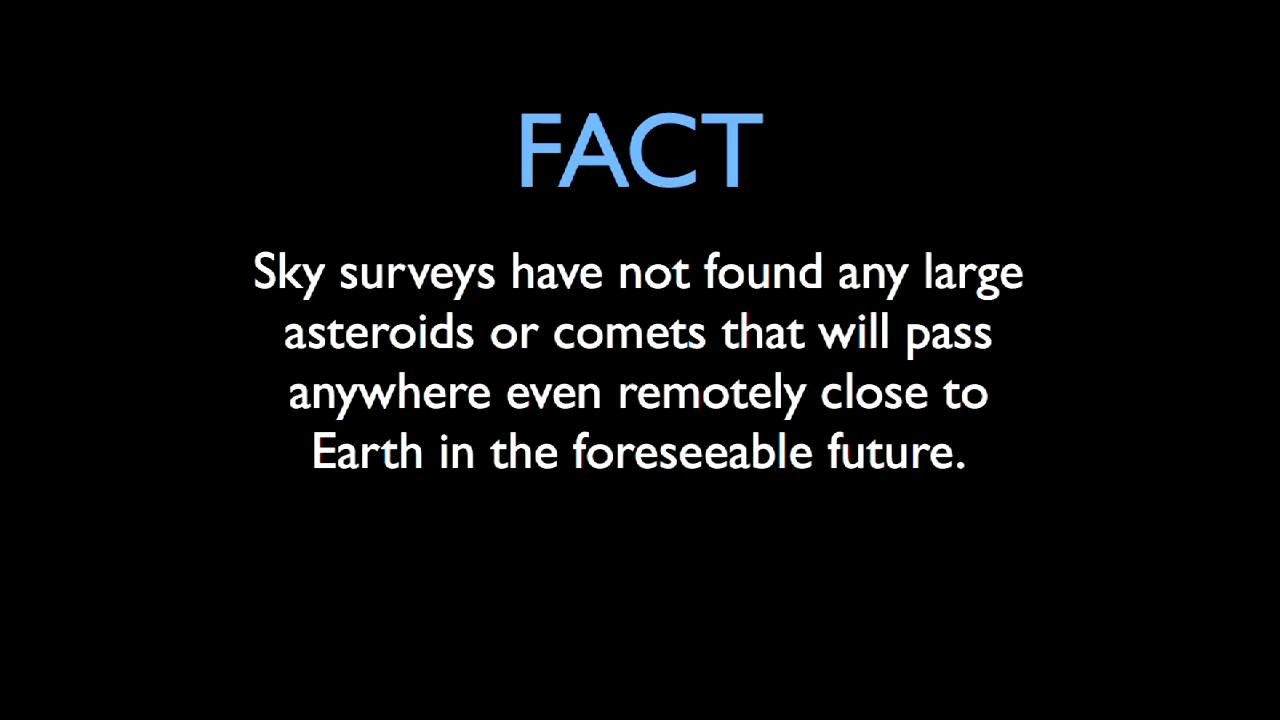 FACT
Sky surveys have not found any large
asteroids or comets that will pass
anywhere even remotely close to
Earth in the foreseeable future.